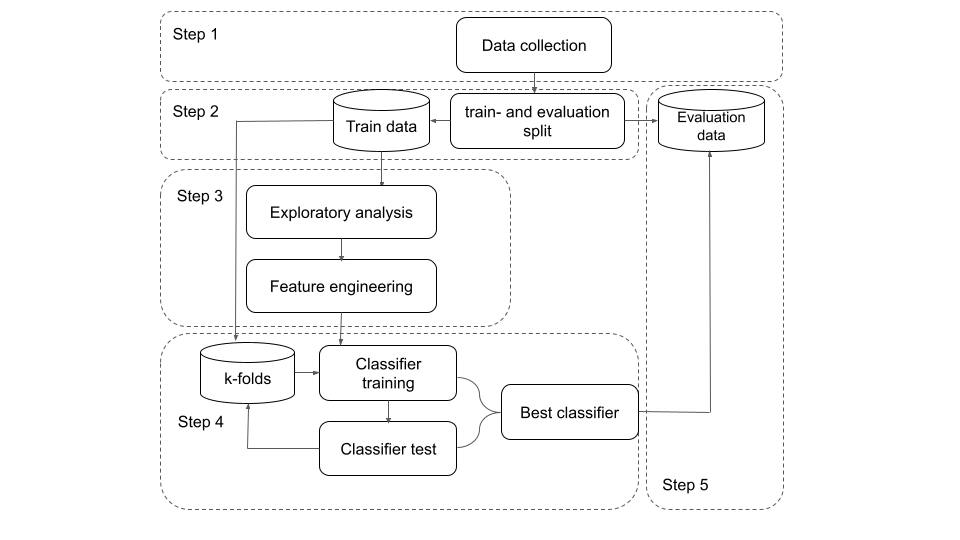 Step 1
Data collection
Step 2
Train data
train- and evaluation
split
Evaluation
data
Step 3
Exploratory analysis
Feature engineering
k-folds
Classifier
training
Best classifier
Step 4
Classifier test
Step 5